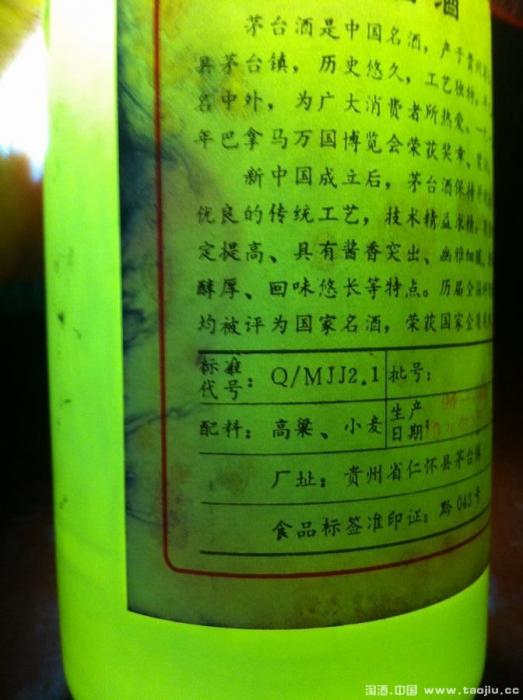 酒
茅台酒是中国名酒，产于贵州
县茅台镇，历史悠久，工艺独特，
名中外，为广大消费者所热爱。一
年巴拿马万国博览会荣获奖章、
新中国成立后，茅台酒保持
优良的传统工艺，技术精益求精，
定提高、具有酱香突出、幽雅细腻、
醇厚、回味悠长等特点。历届全国
均被评为国家名酒，荣获国家金
标准代号：Q/MJJ2.1 批号：
配料：高粱、小麦 生产日期：
厂址：贵州省仁怀县茅台镇
食品标签准印证：黔 043 号
淘酒.中国 www.taojiu.cc